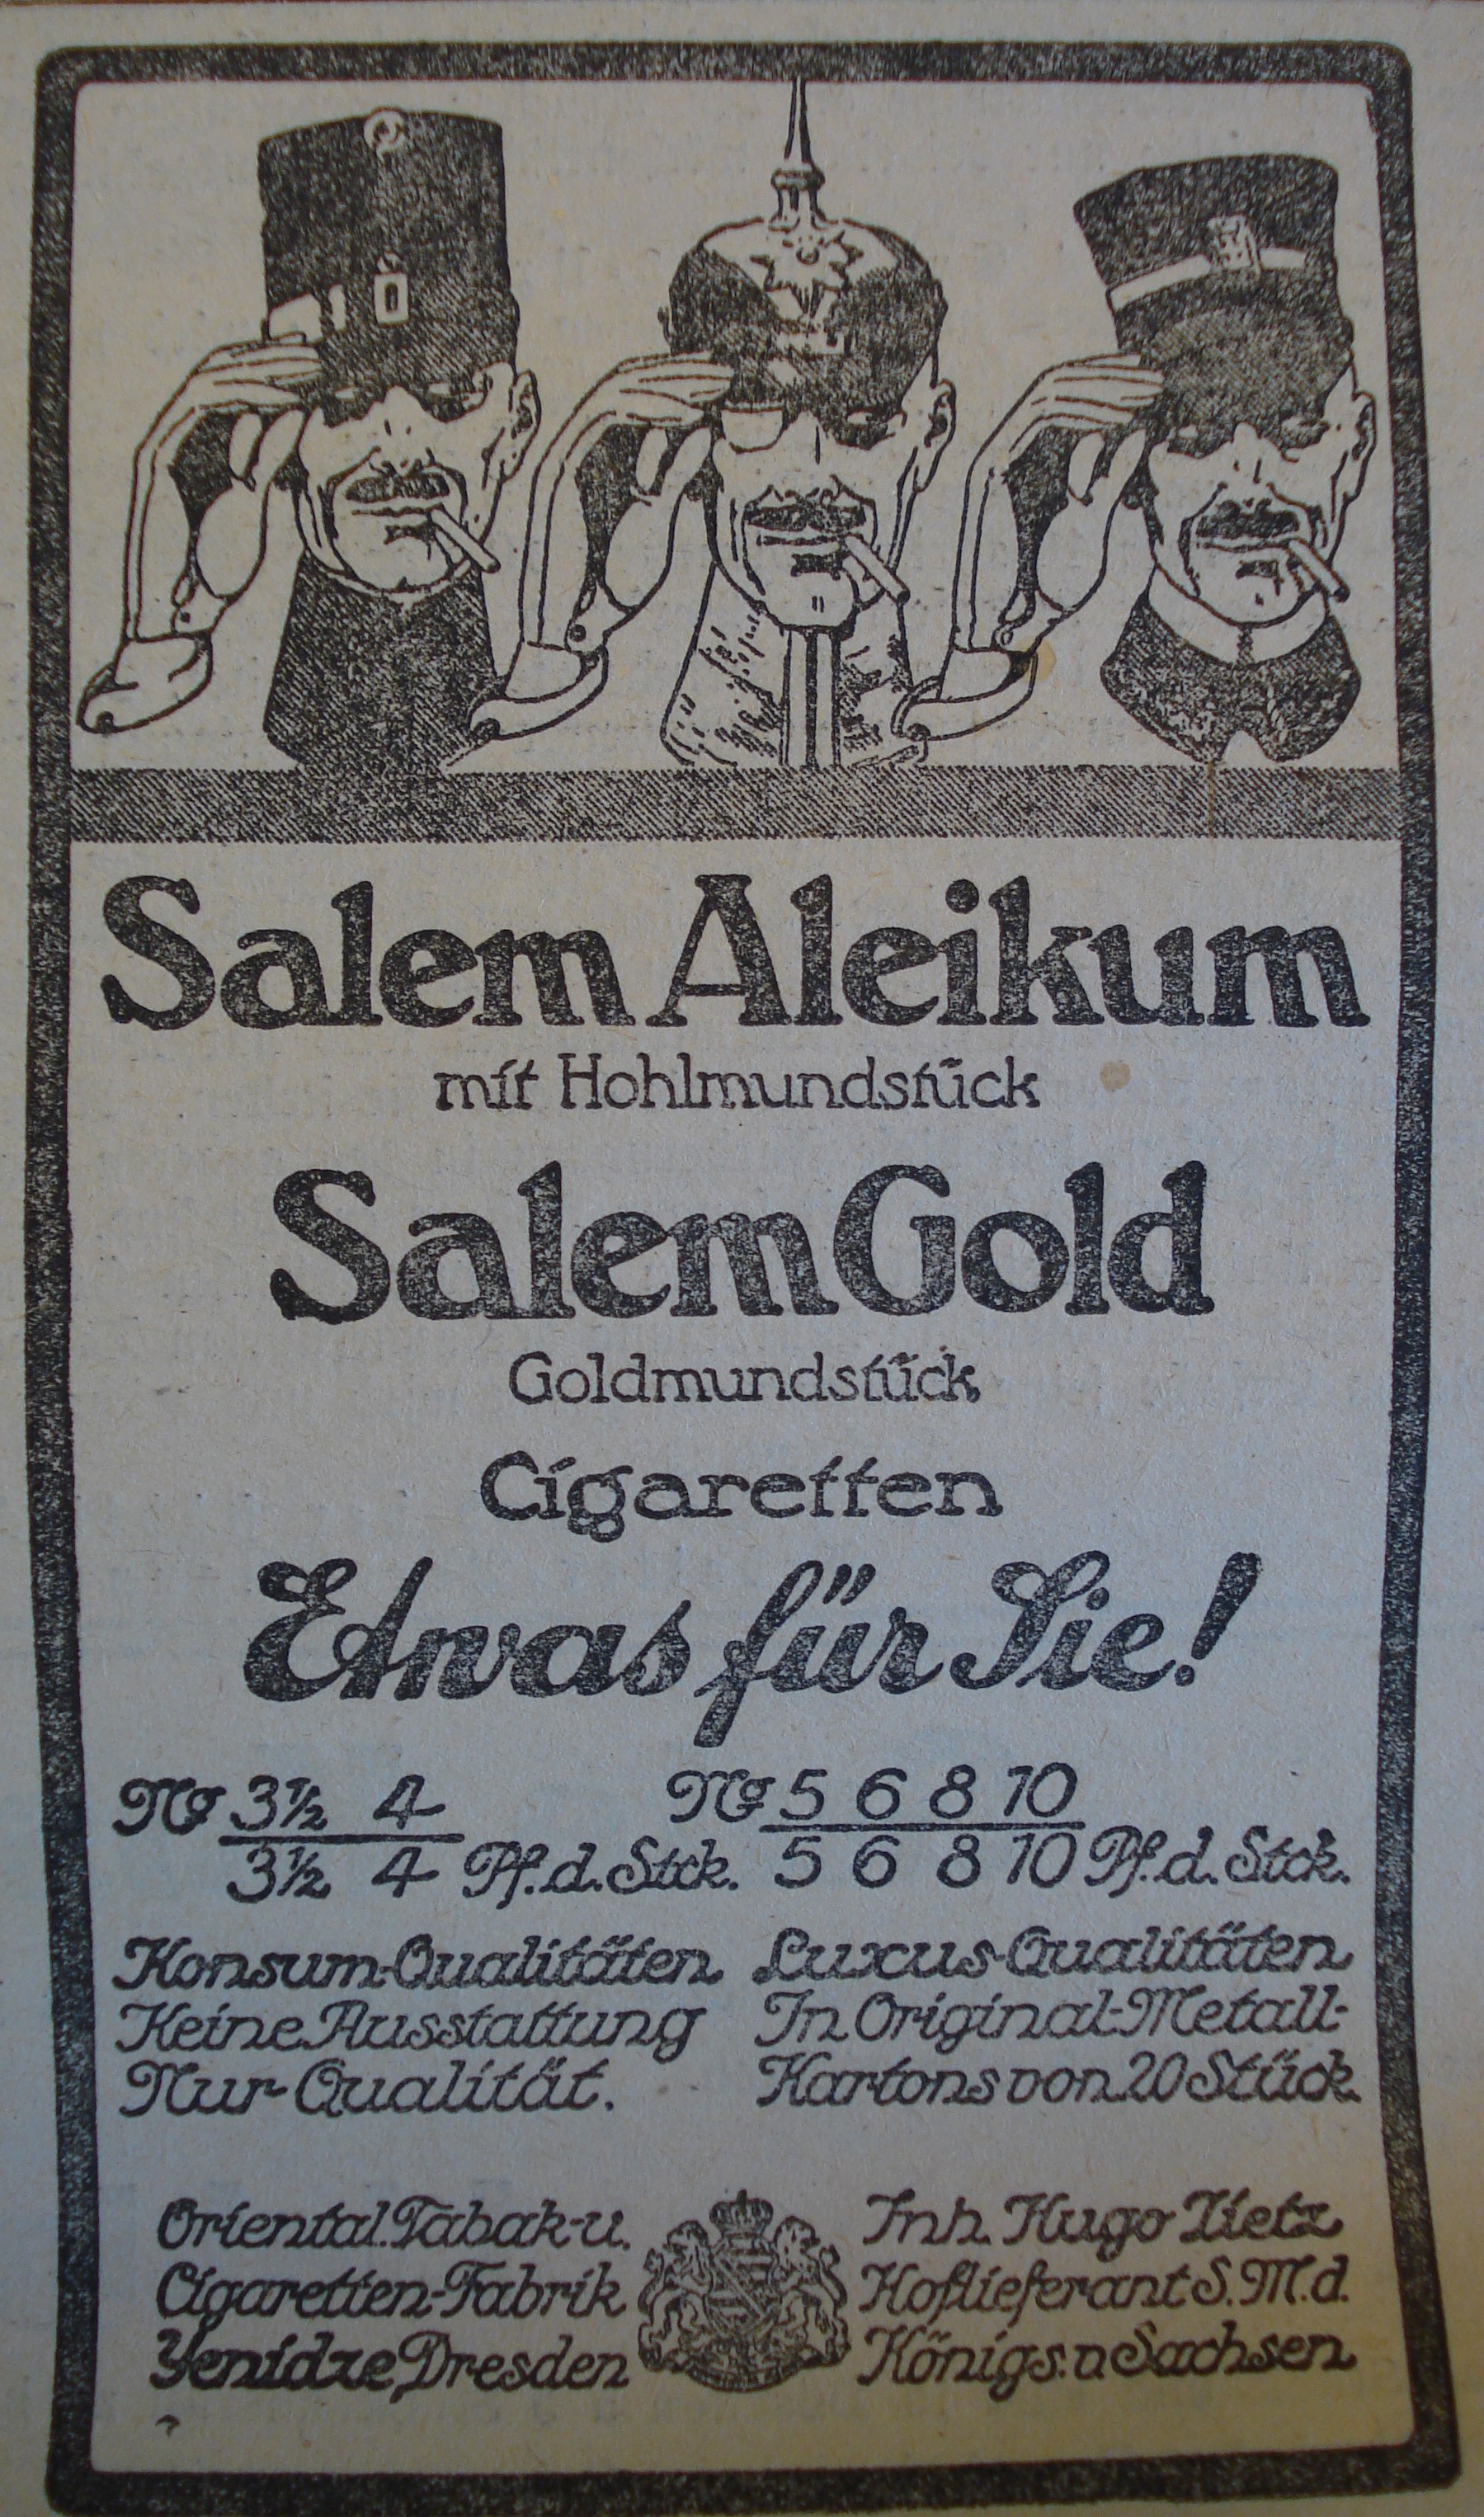 Salem Aleikum
mit Hohlmundstück
Salem Gold
Goldmundstück
Cigaretten
Etwas für Sie!
No 3½ 4
3½ 4 Pf. d. Stck.
Konsum-Qualitäten
Keine Ausstattung
Nur Qualität.
No 5 6 8 10
5 6 8 10 Pf. d. Stck.
Luxus-Qualitäten
In Original-Metall-
Kartons von 20 Stück
Oriental. Tabak-u.
Cigaretten-Fabrik
Yenidze, Dresden
Inh. Hugo Zietz
Hoflieferant S. M. d.
Königs v. Sachsen